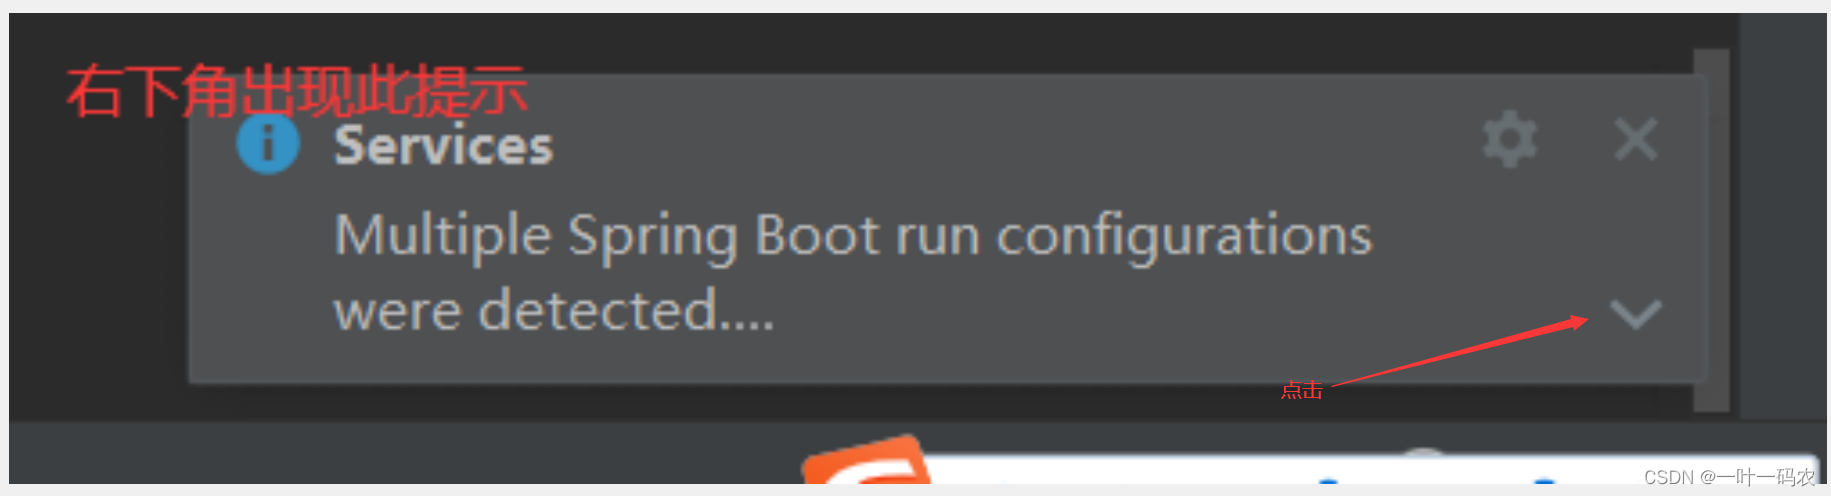 右下角出现此提示
Services
Multiple Spring Boot run configurations
were detected....
点击
CSDN @一叶一码农